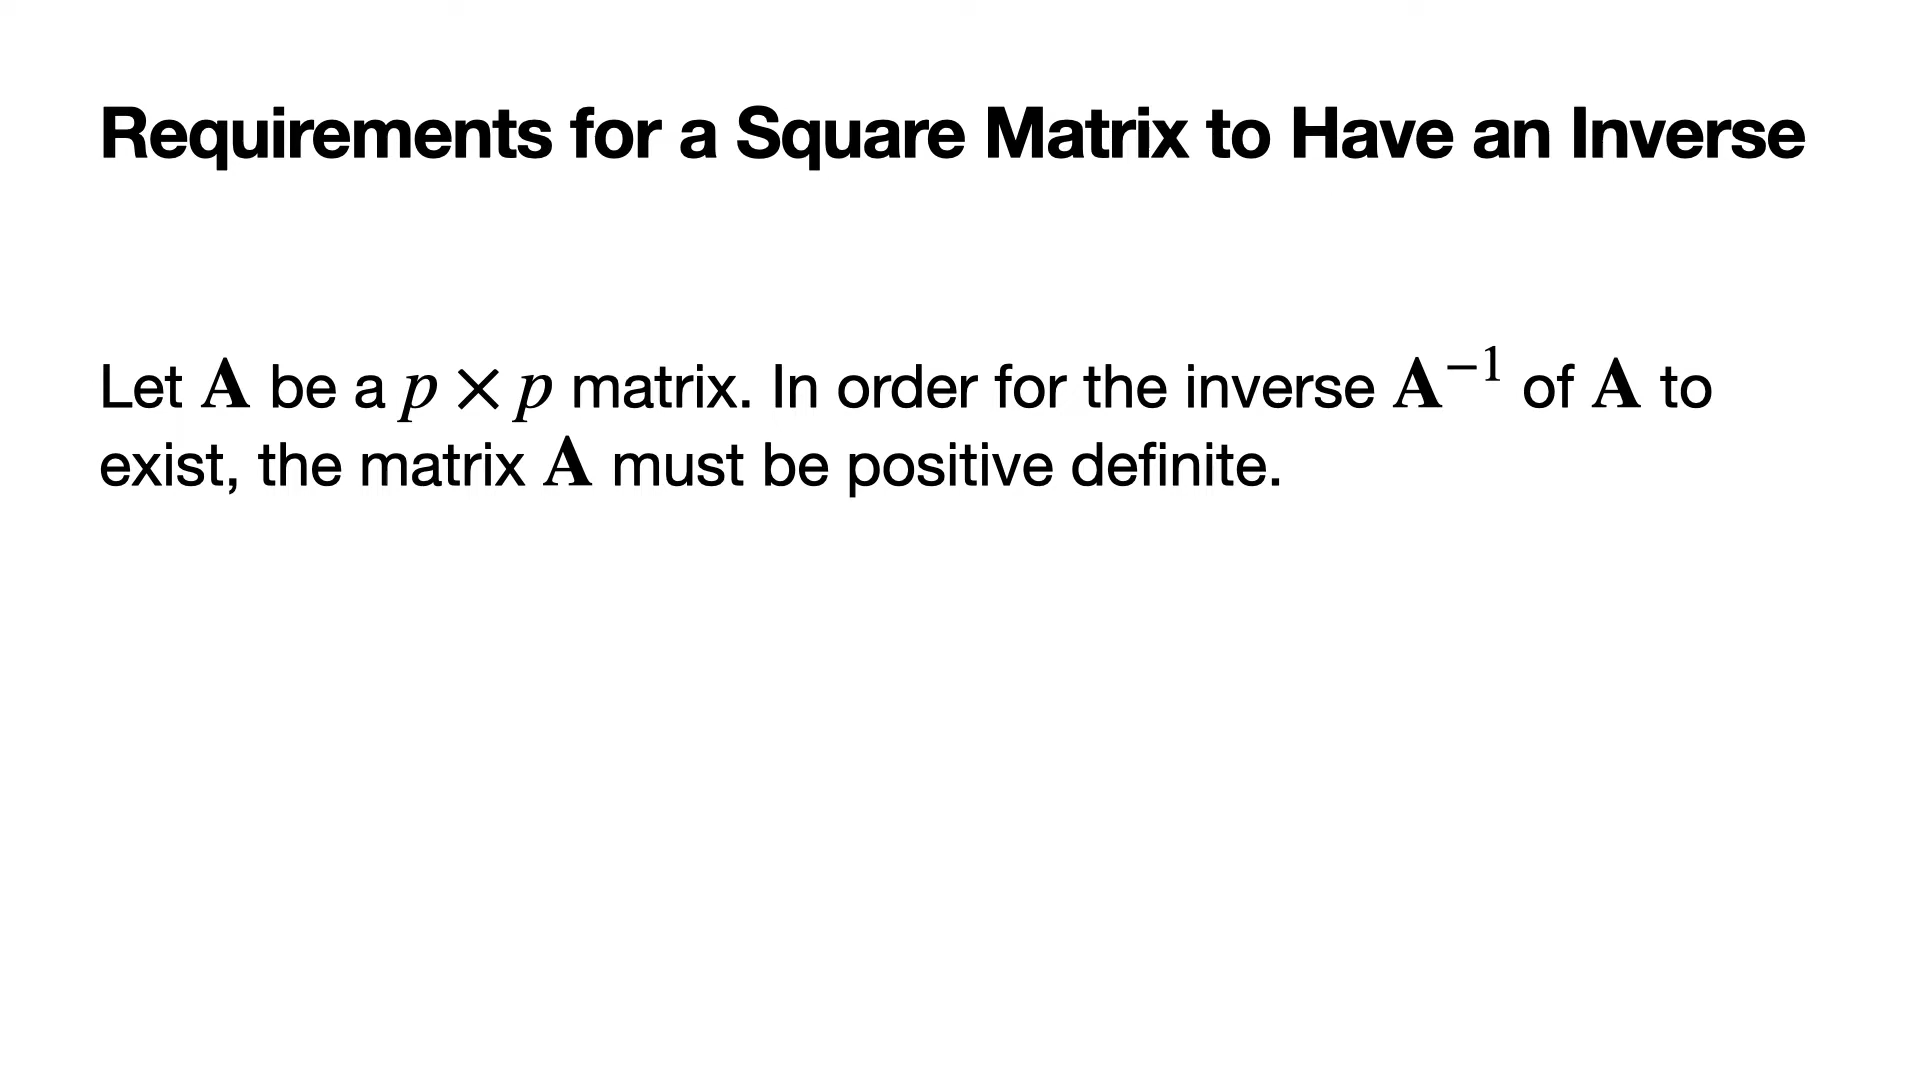 Requirements for a Square Matrix to Have an Inverse
Let A be a p × p matrix. In order for the inverse A⁻¹ of A to
exist, the matrix A must be positive definite.